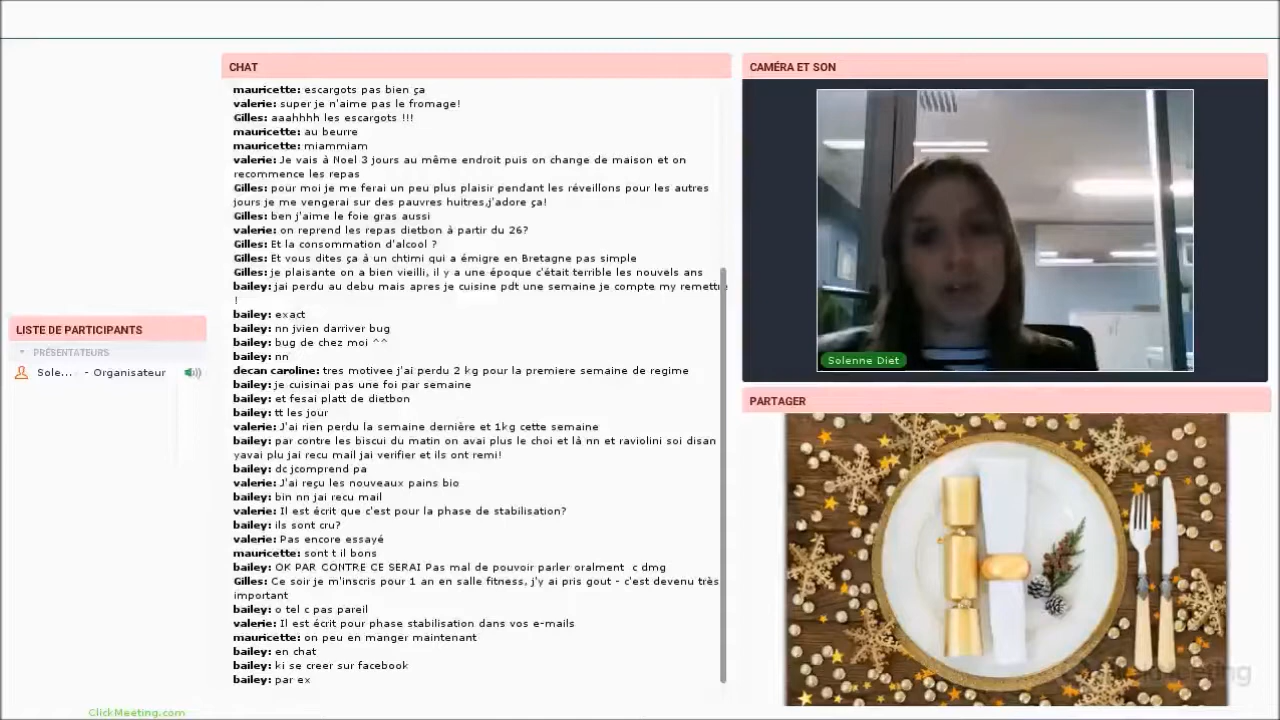 CHAT
mauricette: escargots pas bien ça
valerie: super je n'aime pas le fromage!
Gilles: aaahhhh les escargots !!!
mauricette: au beurre
mauricette: miammiam
valerie: Je vais à Noel 3 jours au même endroit puis on change de maison et on
recommence les repas
Gilles: pour moi je me ferai un peu plus plaisir pendant les réveillons pour les autres
jours je me vengerai sur des pauvres huitres,j'adore ça!
Gilles: ben j'aime le foie gras aussi
valerie: on reprend les repas dietbon à partir du 26?
Gilles: Et la consommation d'alcool ?
Gilles: Et vous dites ça à un chtimi qui a émigre en Bretagne pas simple
Gilles: je plaisante on a bien vieilli, il y a une époque c'était terrible les nouvels ans
bailey: jai perdu au debu mais apres je cuisine pdt une semaine je compte my remettre
!
bailey: exact
bailey: nn jvien darriver bug
bailey: bug de chez moi ^^
bailey: nn
decan caroline: tres motivee j'ai perdu 2 kg pour la premiere semaine de regime
bailey: je cuisinai pas une foi par semaine
bailey: et fesai platt de dietbon
bailey: tt les jour
valerie: J'ai rien perdu la semaine dernière et 1kg cette semaine
bailey: par contre les biscui du matin on avai plus le choi et là nn et raviolini soi disan
yavai plu jai recu mail jai verifier et ils ont remi!
bailey: dc jcomprend pa
valerie: J'ai reçu les nouveaux pains bio
bailey: bin nn jai recu mail
valerie: Il est écrit que c'est pour la phase de stabilisation?
bailey: ils sont cru?
valerie: Pas encore essayé
mauricette: sont t il bons
bailey: OK PAR CONTRE CE SERAI Pas mal de pouvoir parler oralment  c dmg
Gilles: Ce soir je m'inscris pour 1 an en salle fitness, j'y ai pris gout - c'est devenu très
important
bailey: o tel c pas pareil
valerie: Il est écrit pour phase stabilisation dans vos e-mails
mauricette: on peu en manger maintenant
bailey: en chat
bailey: ki se creer sur facebook
bailey: par ex
LISTE DE PARTICIPANTS
PRÉSENTATEURS
Sole... - Organisateur
ClickMeeting.com
CAMÉRA ET SON
Solenne Diet
PARTAGER